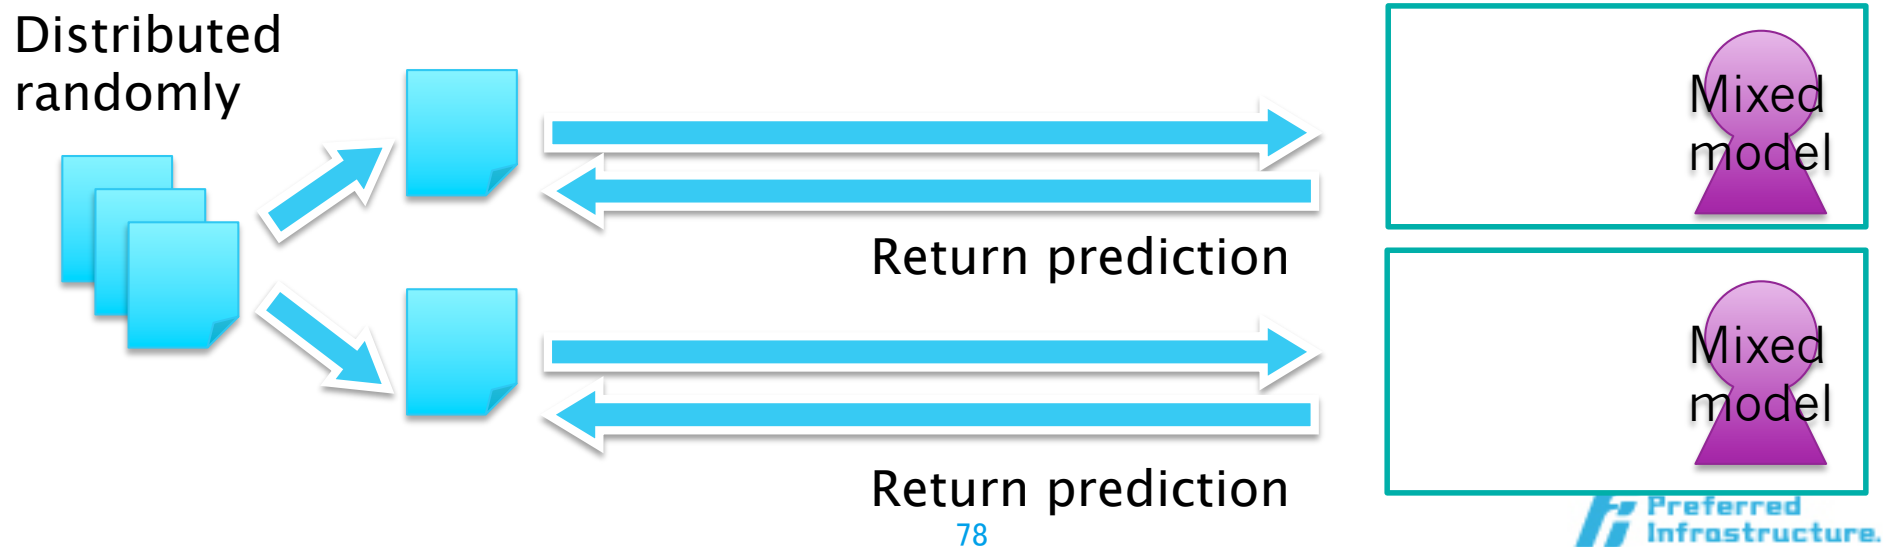 Distributed
randomly
Mixed
model
Return prediction
Mixed
model
Return prediction
78
Preferred
Infrastructure.